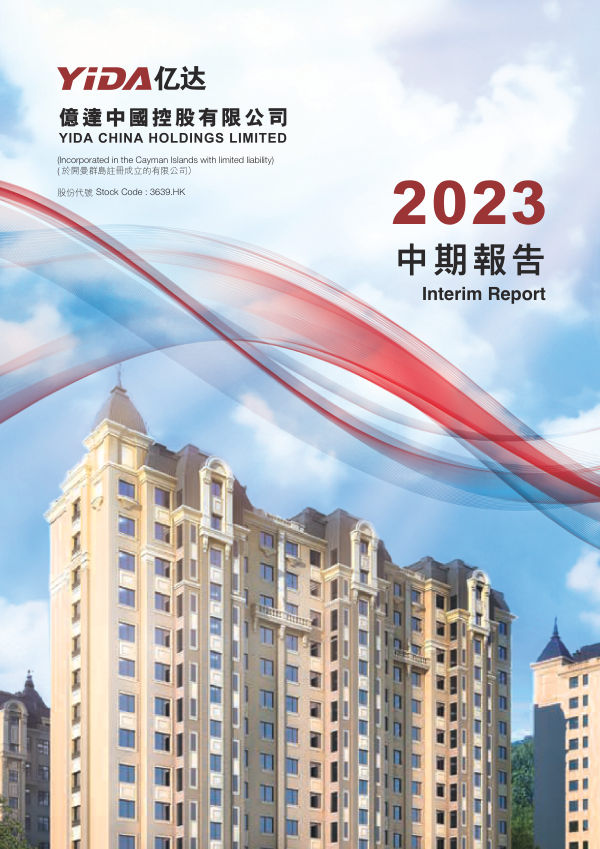 YiDA亿达
億達中國控股有限公司
YIDA CHINA HOLDINGS LIMITED
(Incorporated in the Cayman Islands with limited liability)
(於開曼群島註冊成立的有限公司)
股份代號 Stock Code : 3639.HK
2023
中期報告
Interim Report